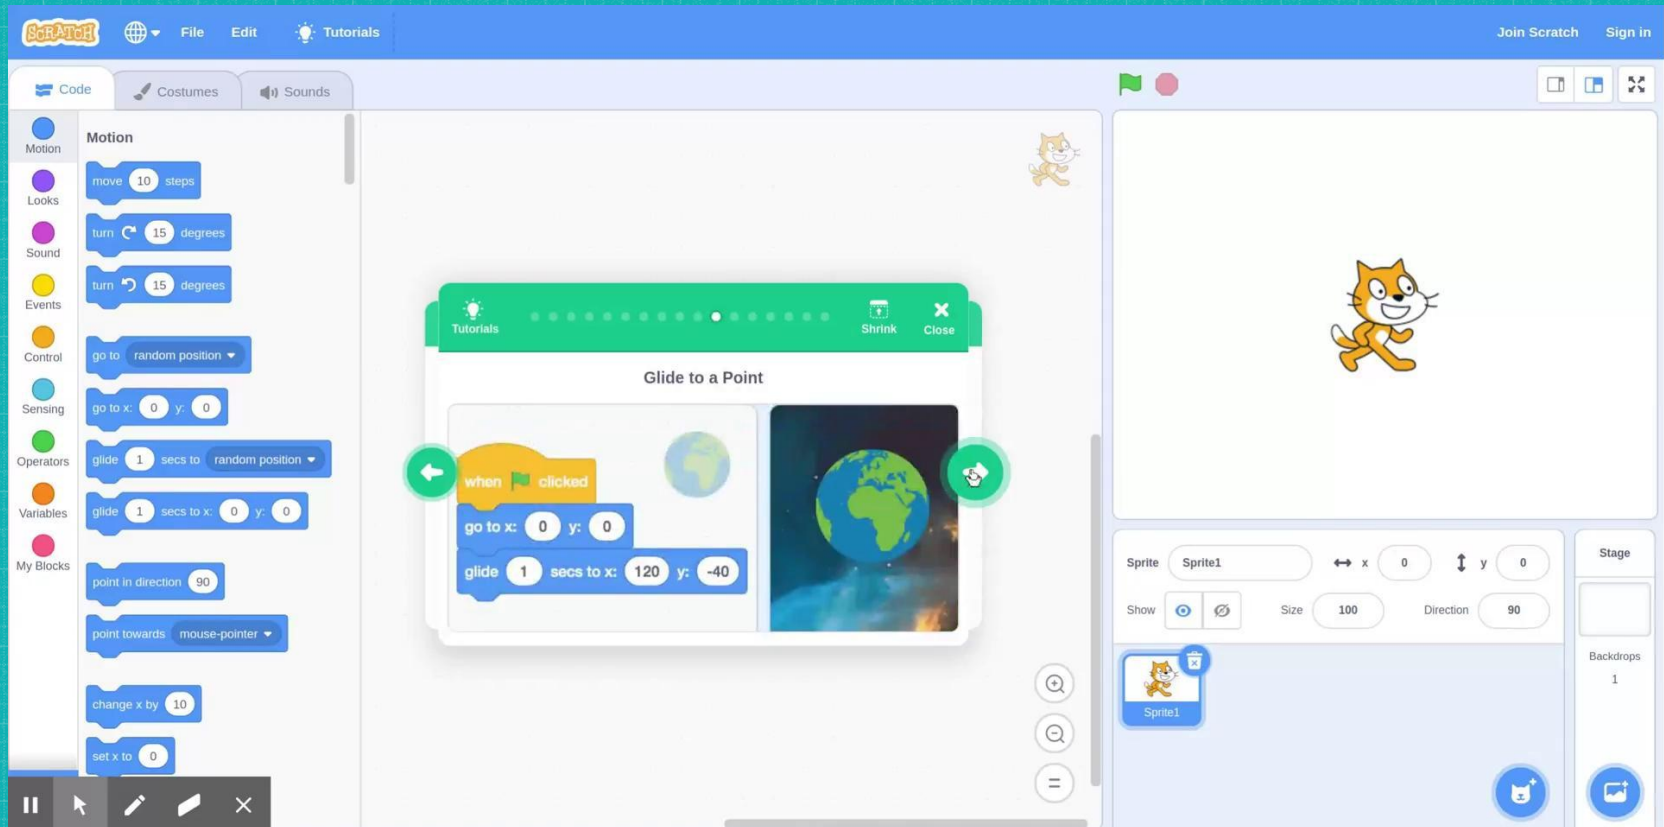 SCRATCH File Edit Tutorials Join Scratch Sign in
Code Costumes Sounds
Motion
Looks
Sound
Events
Control
Sensing
Operators
Variables
My Blocks
Motion
move 10 steps
turn 15 degrees
turn 15 degrees
go to random position
go to x: 0 y: 0
glide 1 secs to random position
glide 1 secs to x: 0 y: 0
point in direction 90
point towards mouse-pointer
change x by 10
set x to 0
Tutorials Shrink Close
Glide to a Point
when clicked
go to x: 0 y: 0
glide 1 secs to x: 120 y: -40
Sprite Sprite1 x 0 y 0
Show Size 100 Direction 90
Sprite1
Stage
Backdrops
1